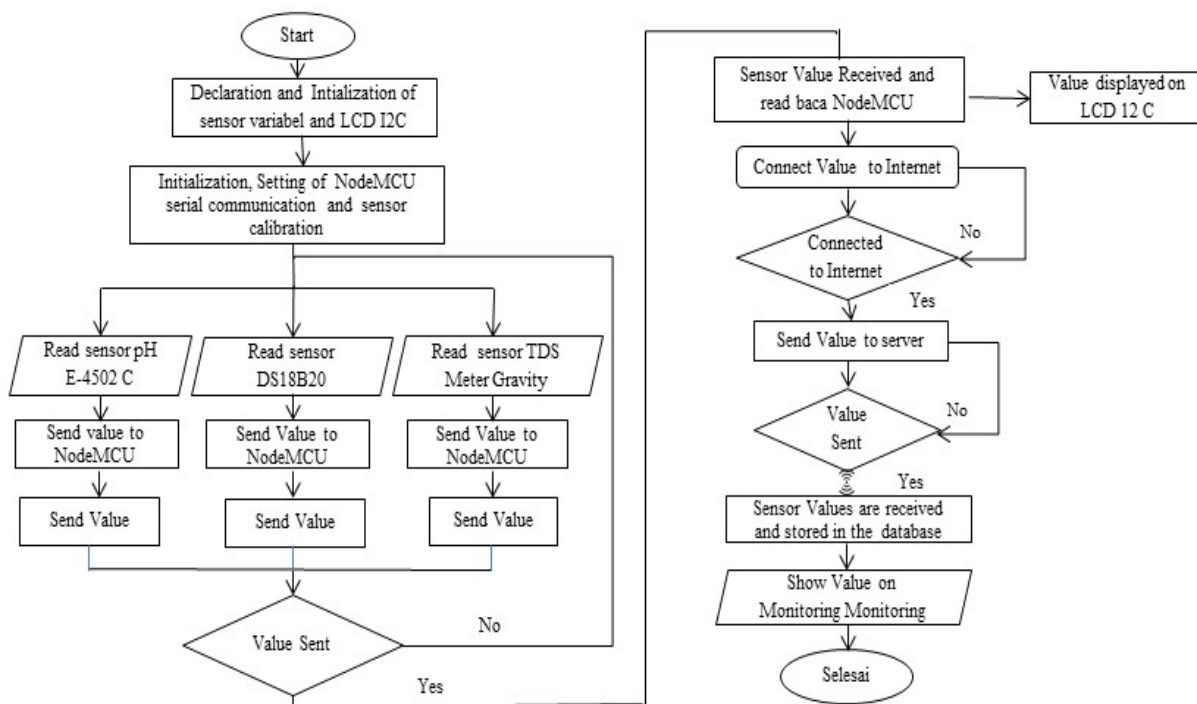 Start
Declaration and Intialization of
sensor variabel and LCD I2C
Initialization, Setting of NodeMCU
serial communication and sensor
calibration
Read sensor pH
E-4502 C
Read sensor
DS18B20
Read sensor TDS
Meter Gravity
Send value to
NodeMCU
Send Value to
NodeMCU
Send Value to
NodeMCU
Send Value
Send Value
Send Value
Value Sent
No
Yes
Sensor Value Received and
read baca NodeMCU
Value displayed on
LCD 12 C
Connect Value to Internet
No
Connected
to Internet
Yes
Send Value to server
No
Value
Sent
Yes
Sensor Values are received
and stored in the database
Show Value on
Monitoring Monitoring
Selesai